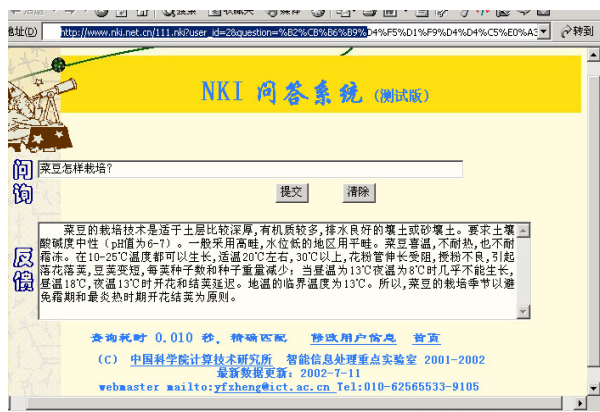 搜索 收藏夹 媒体
地址(D) http://www.nki.net.cn/111.nki?user_id=2&question=%B2%CB%B6%B9%D4%F5%D1%F9%D4%D4%C5%E0%A3 转到
NKI 问答系统 (测试版)
问询
菜豆怎样栽培?
提交 清除
反馈
菜豆的栽培技术是适于土层比较深厚,有机质较多,排水良好的壤土或砂壤土。要求土壤
酸碱度中性（pH值为6-7）。一般采用高畦,水位低的地区用平畦。菜豆喜温,不耐热,也不耐
霜冻。在10-25℃温度都可以生长,适温20℃左右,30℃以上,花粉管伸长受阻,授粉不良,引起
落花落荚,豆荚变短,每荚种子数和种子重量减少；当昼温为13℃夜温为8℃时几乎不能生长,
昼温18℃,夜温13℃时开花和结荚延迟。地温的临界温度为13℃。所以,菜豆的栽培季节以避
免霜期和最炎热时期开花结荚为原则。
查询耗时 0.010 秒, 精确匹配 修改用户信息 首页
(C) 中国科学院计算技术研究所 智能信息处理重点实验室 2001-2002
最新数据更新: 2002-7-11
webmaster mailto:yfzheng@ict.ac.cn Tel:010-62565533-9105